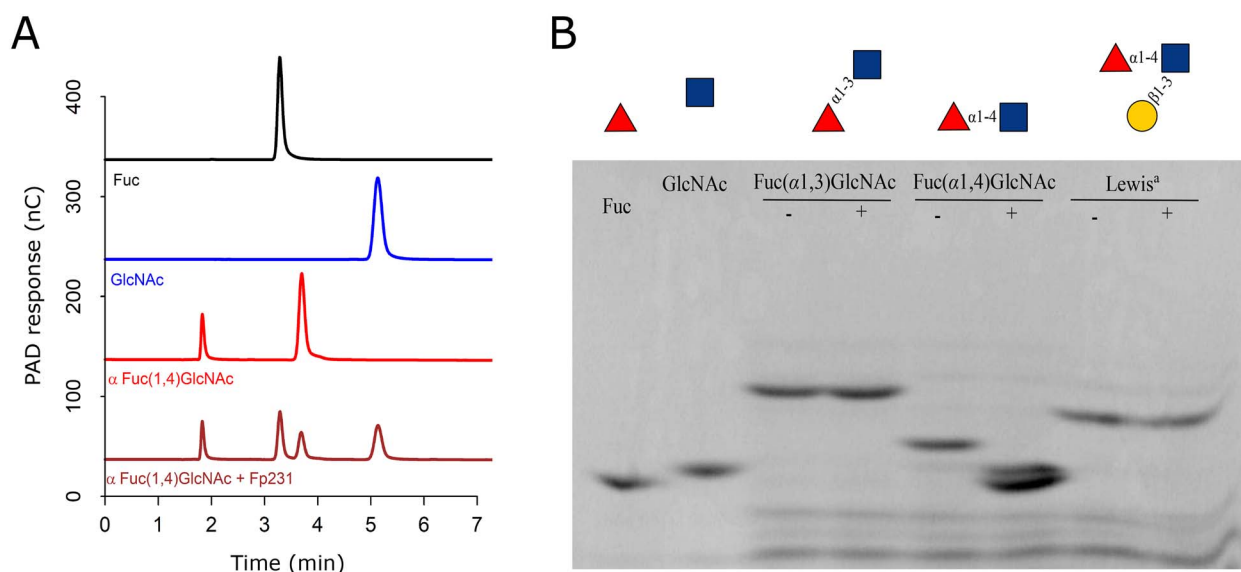 A
PAD response (nC)
400
300
200
100
0
Fuc
GlcNAc
α Fuc(1,4)GlcNAc
α Fuc(1,4)GlcNAc + Fp231
0 1 2 3 4 5 6 7
Time (min)
B
α1-3
α1-4
α1-4
β1-3
Fuc
GlcNAc
Fuc(α1,3)GlcNAc
- +
Fuc(α1,4)GlcNAc
- +
Lewisᵃ
- +